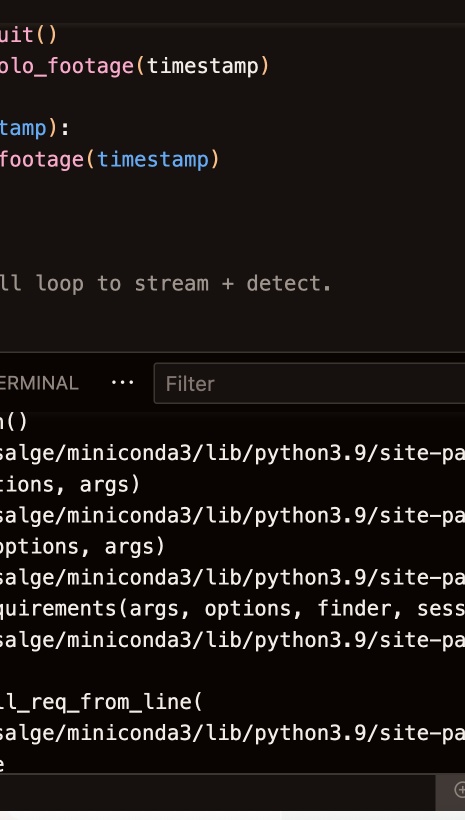 uit()
olo_footage(timestamp)
tamp):
footage(timestamp)
ll loop to stream + detect.
ERMINAL ··· Filter
n()
salge/miniconda3/lib/python3.9/site-pa
tions, args)
salge/miniconda3/lib/python3.9/site-pa
options, args)
salge/miniconda3/lib/python3.9/site-pa
quirements(args, options, finder, sess
salge/miniconda3/lib/python3.9/site-pa
ll_req_from_line(
salge/miniconda3/lib/python3.9/site-pa
e